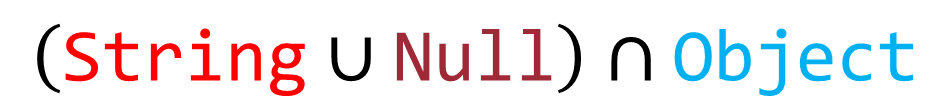 (String ∪ Null) ∩ Object